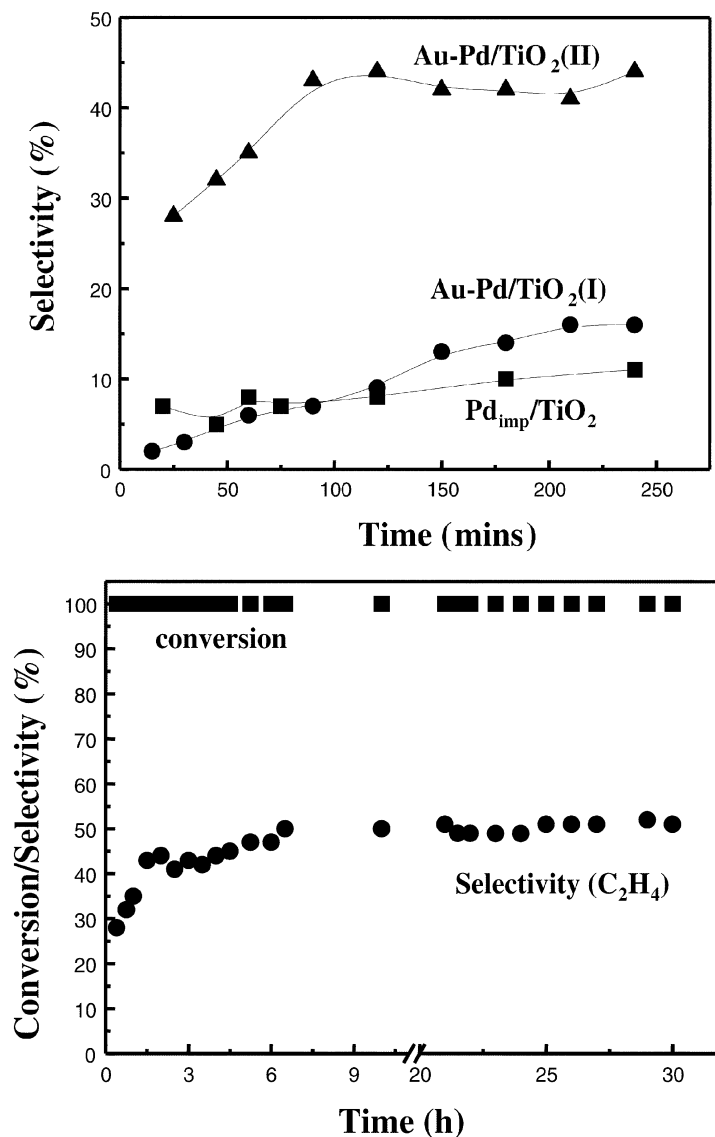 50
40
30
20
10
0
Selectivity (%)
Au-Pd/TiO₂(II)
Au-Pd/TiO₂(I)
Pdimp/TiO₂
0 50 100 150 200 250
Time (mins)
100
90
80
70
60
50
40
30
20
10
0
Conversion/Selectivity (%)
conversion
Selectivity (C₂H₄)
0 3 6 9 20 25 30
Time (h)